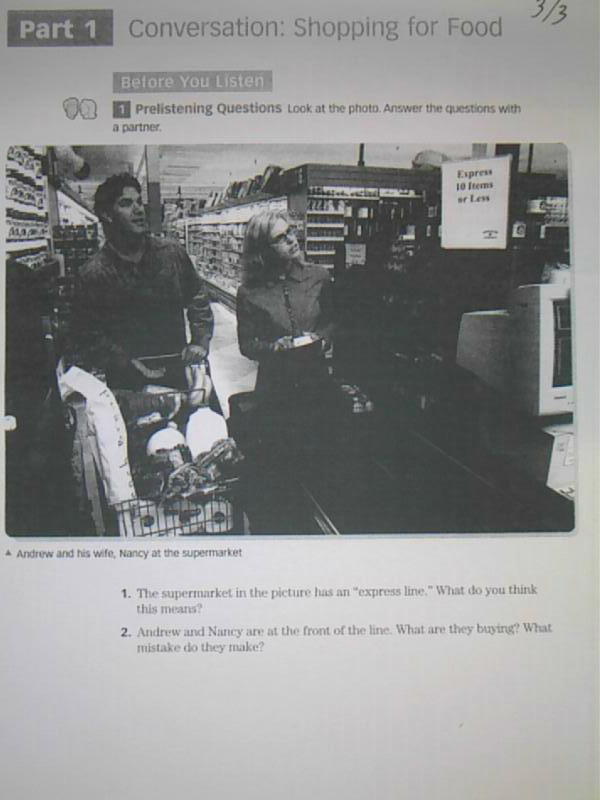 3/3
Part 1 Conversation: Shopping for Food
Before You Listen
1 Prelistening Questions Look at the photo. Answer the questions with
a partner.
Express
10 Items
or Less
▲ Andrew and his wife, Nancy at the supermarket
1. The supermarket in the picture has an "express line." What do you think
this means?
2. Andrew and Nancy are at the front of the line. What are they buying? What
mistake do they make?